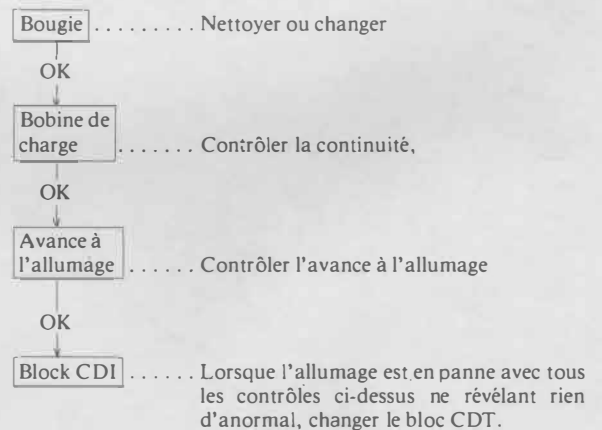 Bougie ......... Nettoyer ou changer
OK
Bobine de
charge ....... Contrôler la continuité,
OK
Avance à
l'allumage ...... Contrôler l'avance à l'allumage
OK
Block CDI ...... Lorsque l'allumage est en panne avec tous
les contrôles ci-dessus ne révélant rien
d'anormal, changer le bloc CDT.